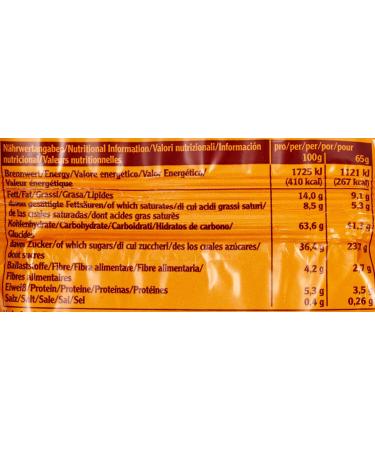 Nährwertangaben/Nutritional Information/Valori nutrizionali/Información pro/per/per/por/pour
nutricional/Valeurs nutritionnelles 100g 65g
Brennwert/Energy/Valore energético/Valor Energético/ 1725 kJ 1121 kJ
Valeur énergétique (410 kcal) (267 kcal)
Fett/Fat/Grassi/Grasa/Lipides 14,0 g 9,1 g
davon gesättigte Fettsäuren/of which saturates/di cui acidi grassi saturi/ 8,5 g 5,3 g
de las cuales saturadas/dont acides gras saturés
Kohlenhydrate/Carbohydrate/Carboidrati/Hidratos de carbono/ 63,6 g 41,3 g
Glucides
davon Zucker/of which sugars/di cui zuccheri/des los cuales azúcares/ 36,4 g
dont sucres
Ballaststoffe/Fibre/Fibra alimentare/Fibra alimentaria/ 4,2 g 2,7 g
Fibres alimentaires
Eiweiß/Protein/Proteine/Proteínas/Protéines 5,3 g 3,5 g
Salz/Salt/Sale/Sal/Sel 0,4 g 0,26 g